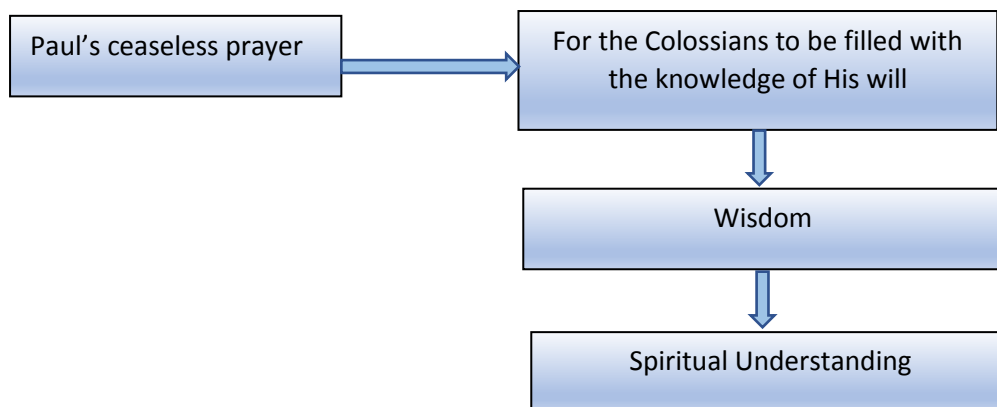 Paul’s ceaseless prayer
For the Colossians to be filled with
the knowledge of His will
Wisdom
Spiritual Understanding